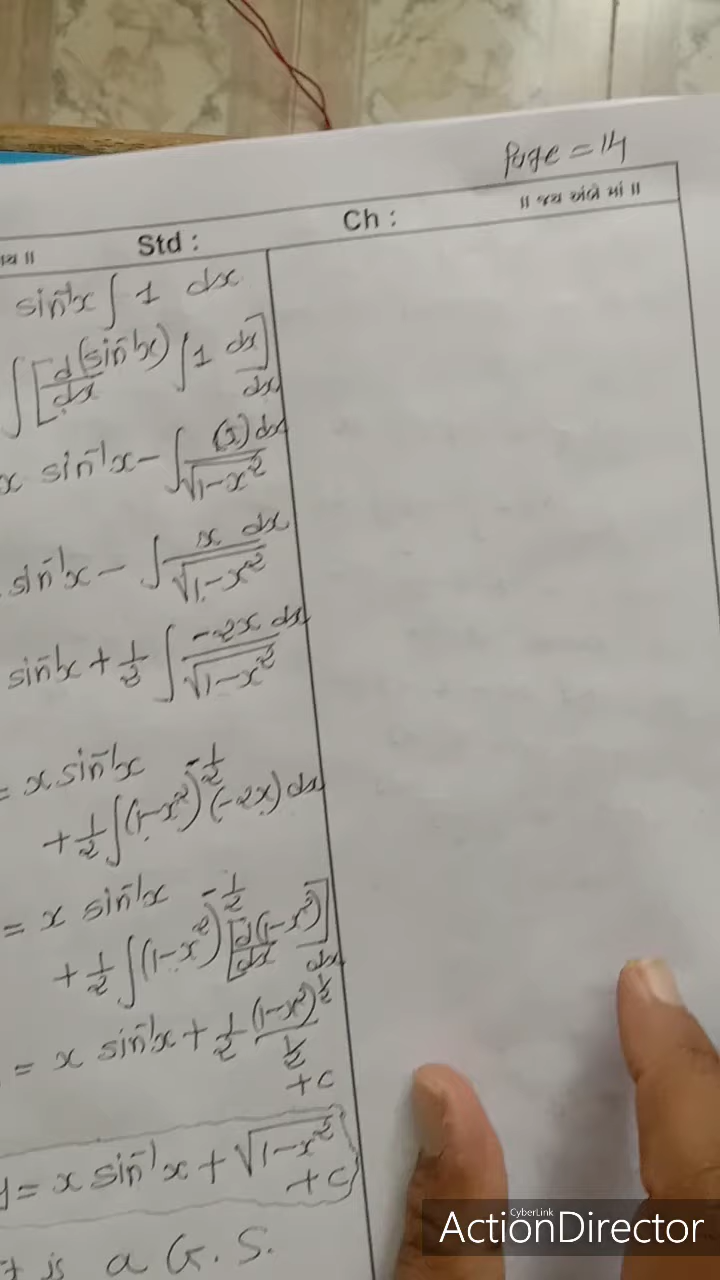 Page = 14
Std :
Ch :
॥ જય અંબે માં ॥
sin⁻¹x ∫ 1 dx
∫ [d/dx (sin⁻¹x) ∫ 1 dx] dx
x sin⁻¹x − ∫ (x) dx / √1−x²
sin⁻¹x − ∫ x dx / √1−x²
sin⁻¹x + 1/2 ∫ −2x dx / √1−x²
= x sin⁻¹x
+ 1/2 ∫ (1−x²)^−1/2 (−2x) dx
= x sin⁻¹x
+ 1/2 ∫ (1−x²)^−1/2 [d/dx (1−x²)] dx
= x sin⁻¹x + 1/2 (1−x²)^1/2 / 1/2
+ c
y = x sin⁻¹x + √1−x²
+ c
is a G. S.
CyberLink
ActionDirector